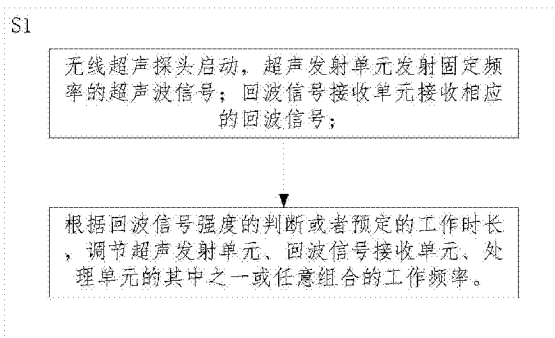 S1
无线超声探头启动，超声发射单元发射固定频
率的超声波信号；回波信号接收单元接收相应
的回波信号；
根据回波信号强度的判断或者预定的工作时长
，调节超声发射单元、回波信号接收单元、处
理单元的其中之一或任意组合的工作频率。